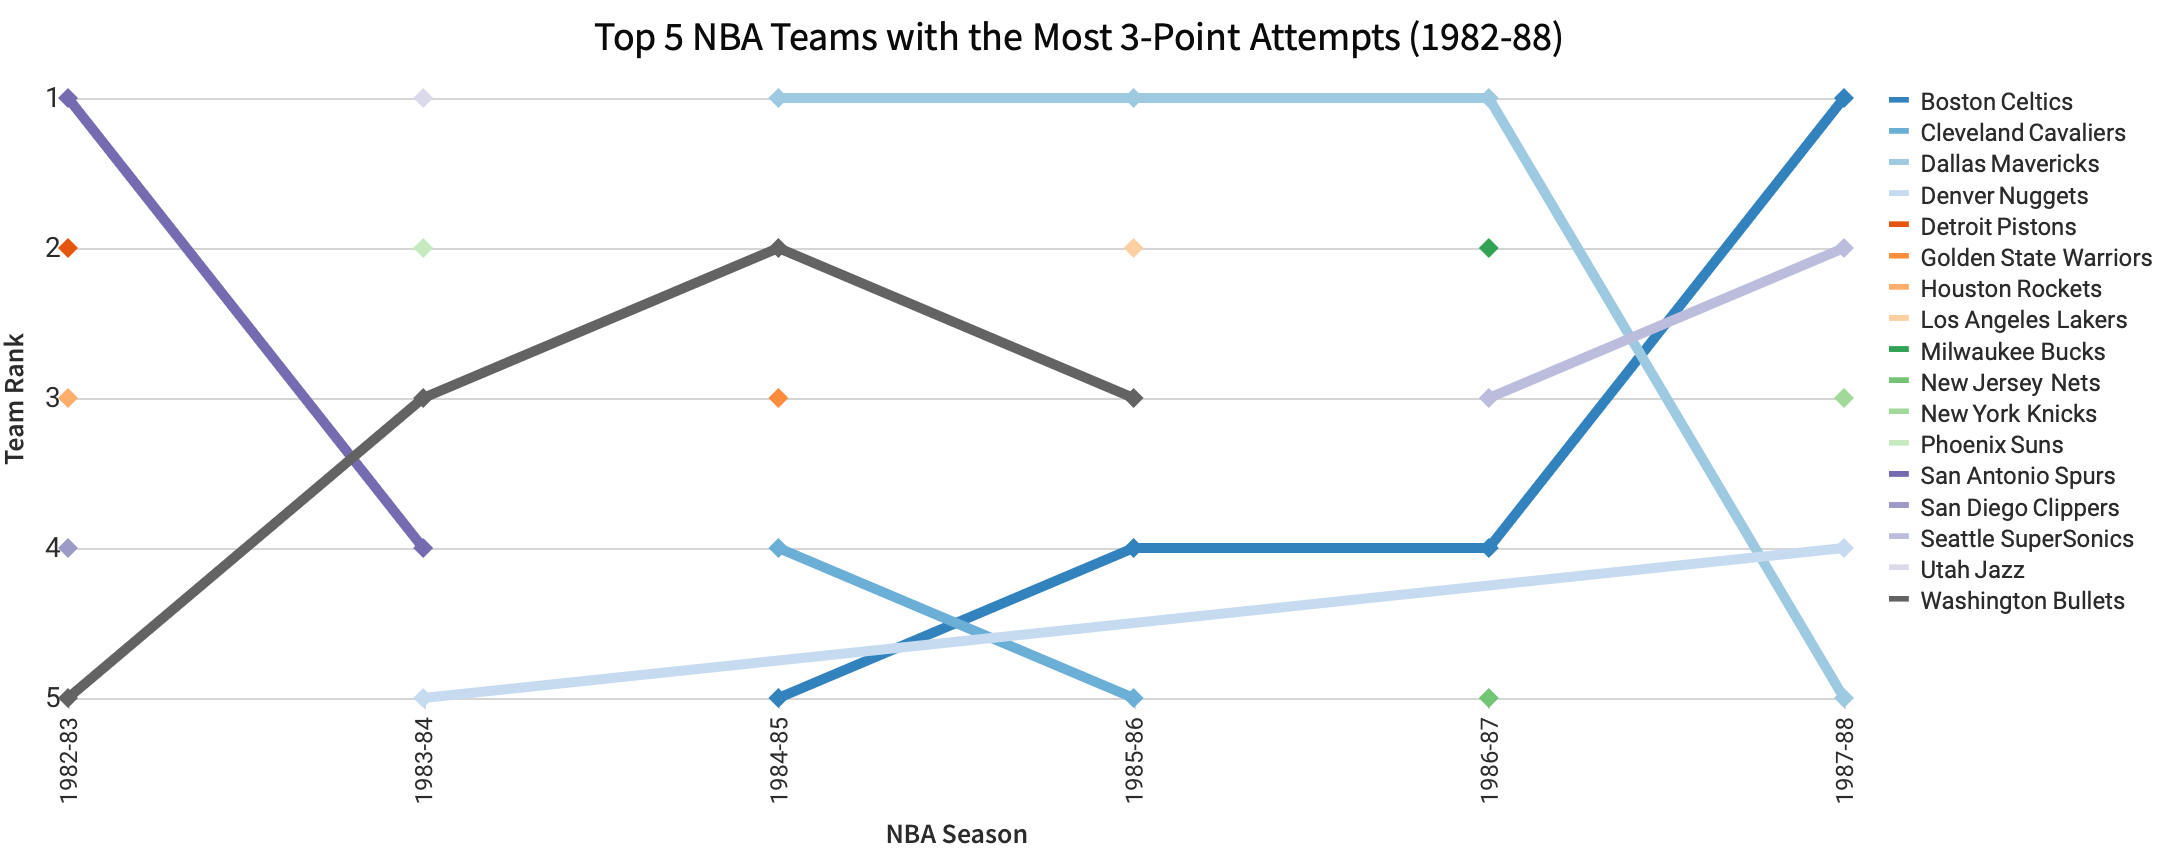 Top 5 NBA Teams with the Most 3-Point Attempts (1982-88)
Team Rank
1
2
3
4
5
1982-83
1983-84
1984-85
1985-86
1986-87
1987-88
NBA Season
Boston Celtics
Cleveland Cavaliers
Dallas Mavericks
Denver Nuggets
Detroit Pistons
Golden State Warriors
Houston Rockets
Los Angeles Lakers
Milwaukee Bucks
New Jersey Nets
New York Knicks
Phoenix Suns
San Antonio Spurs
San Diego Clippers
Seattle SuperSonics
Utah Jazz
Washington Bullets